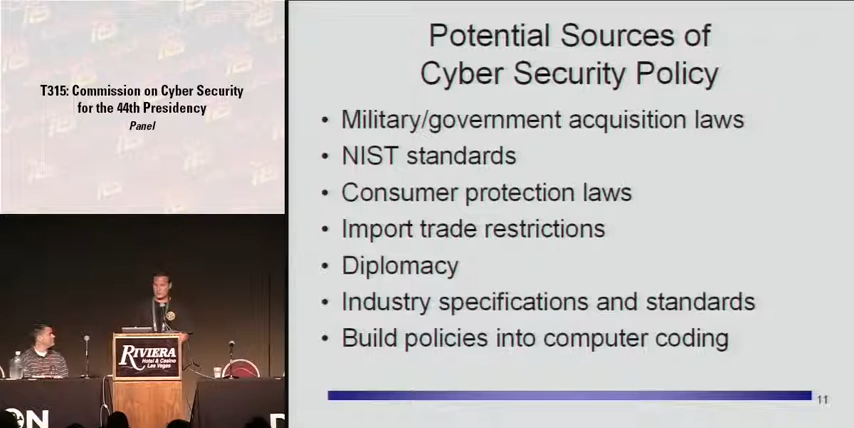 T315: Commission on Cyber Security
for the 44th Presidency
Panel
Potential Sources of
Cyber Security Policy
• Military/government acquisition laws
• NIST standards
• Consumer protection laws
• Import trade restrictions
• Diplomacy
• Industry specifications and standards
• Build policies into computer coding
11
RIVIERA
Hotel & Casino
Las Vegas
ON
D